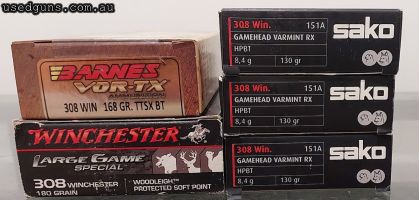 usedguns.com.au
BARNES
VOR-TX
AMMUNITION
308 WIN 168 GR. TTSX BT
WINCHESTER
LARGE GAME
SPECIAL
308 WINCHESTER
180 GRAIN
WOODLEIGH
PROTECTED SOFT POINT
308 Win. 151A
GAMEHEAD VARMINT RX
HPBT
8,4 g 130 gr
sako
308 Win. 151A
GAMEHEAD VARMINT RX
HPBT
8,4 g 130 gr
sako
308 Win. 151A
GAMEHEAD VARMINT RX
HPBT
8,4 g 130 gr
sako